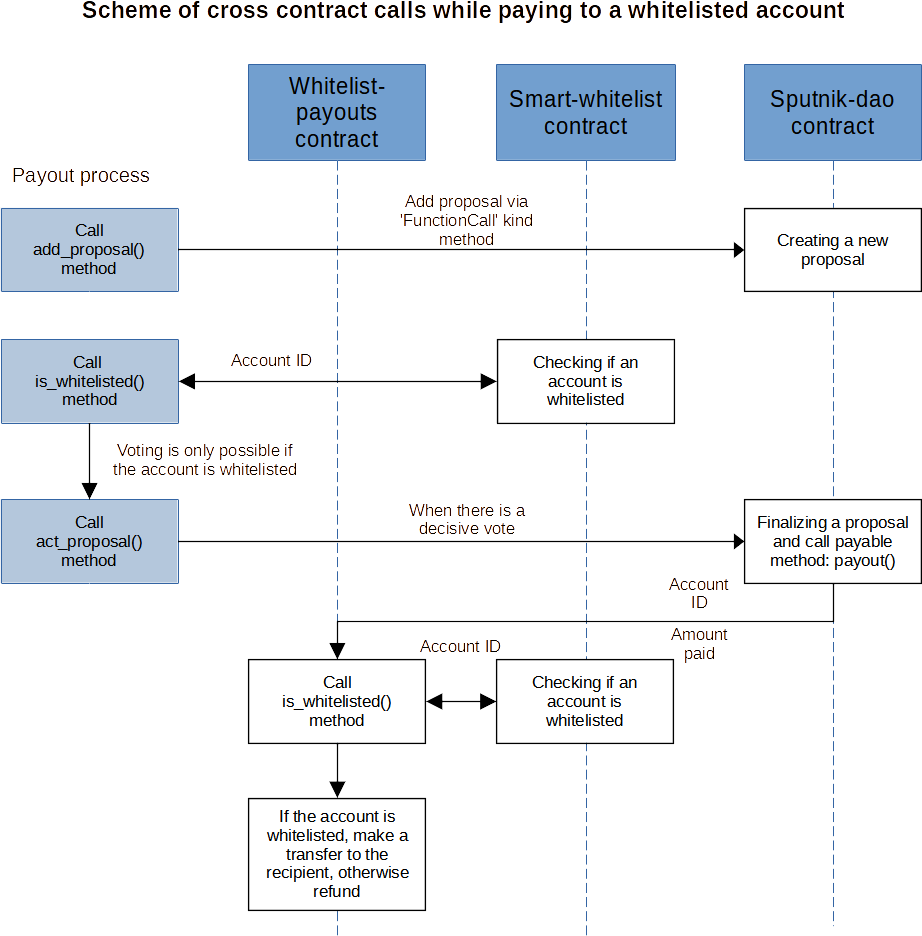 Scheme of cross contract calls while paying to a whitelisted account
Whitelist-
payouts
contract
Smart-whitelist
contract
Sputnik-dao
contract
Payout process
Call
add_proposal()
method
Add proposal via
'FunctionCall' kind
method
Creating a new
proposal
Call
is_whitelisted()
method
Account ID
Checking if an
account is
whitelisted
Voting is only possible if
the account is whitelisted
Call
act_proposal()
method
When there is a
decisive vote
Finalizing a proposal
and call payable
method: payout()
Account
ID
Amount
paid
Account ID
Call
is_whitelisted()
method
Checking if an
account is
whitelisted
If the account is
whitelisted, make a
transfer to the
recipient, otherwise
refund